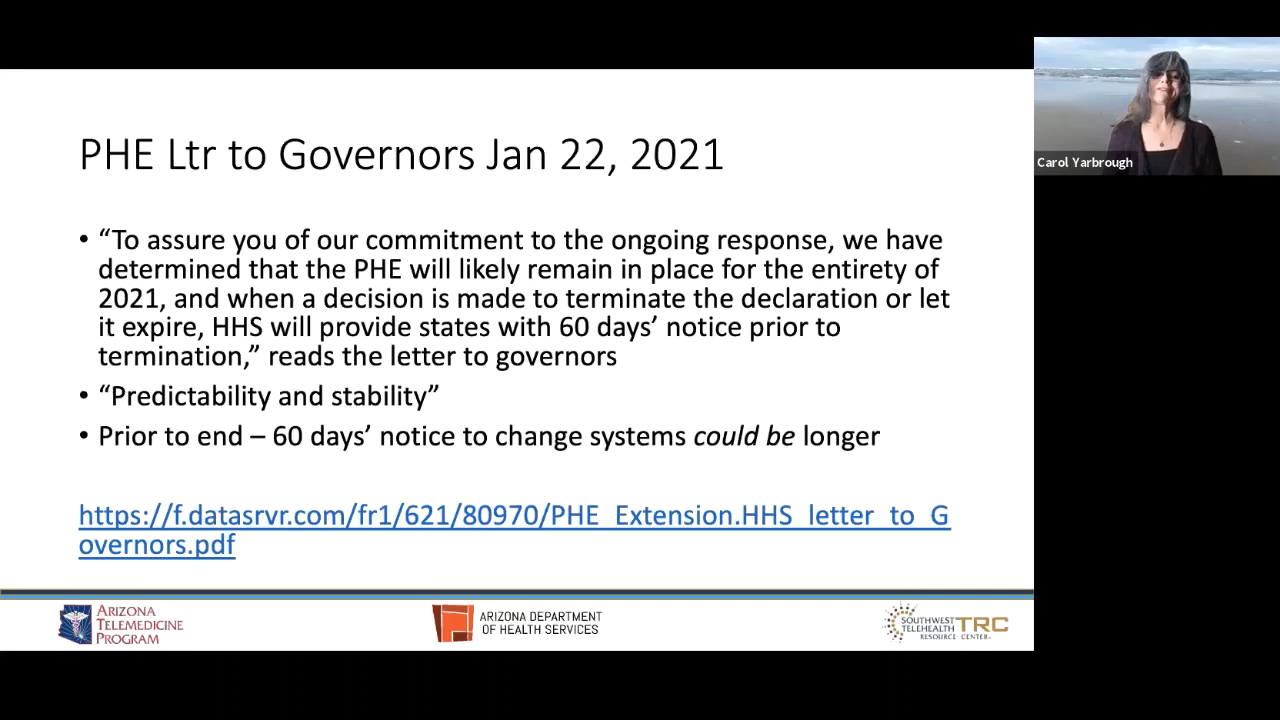 PHE Ltr to Governors Jan 22, 2021
• “To assure you of our commitment to the ongoing response, we have
determined that the PHE will likely remain in place for the entirety of
2021, and when a decision is made to terminate the declaration or let
it expire, HHS will provide states with 60 days’ notice prior to
termination,” reads the letter to governors
• “Predictability and stability”
• Prior to end – 60 days’ notice to change systems could be longer
https://f.datasrvr.com/fr1/621/80970/PHE_Extension.HHS_letter_to_G
overnors.pdf
Carol Yarbrough
ARIZONA
TELEMEDICINE
PROGRAM
ARIZONA DEPARTMENT
OF HEALTH SERVICES
SOUTHWEST
TELEHEALTH TRC
RESOURCE CENTER